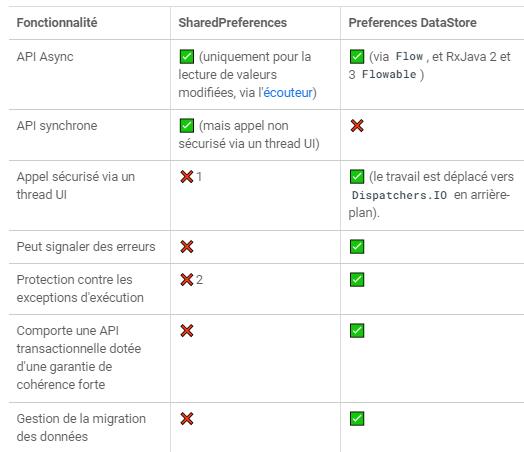 Fonctionnalité SharedPreferences Preferences DataStore
API Async ✅ (uniquement pour la ✅ (via Flow , et RxJava 2 et
lecture de valeurs 3 Flowable )
modifiées, via l'écouteur)
API synchrone ✅ (mais appel non ❌
sécurisé via un thread UI)
Appel sécurisé via un ❌ 1 ✅ (le travail est déplacé vers
thread UI Dispatchers.IO en arrière-
plan).
Peut signaler des erreurs ❌ ✅
Protection contre les ❌ 2 ✅
exceptions d'exécution
Comporte une API ❌ ✅
transactionnelle dotée
d'une garantie de
cohérence forte
Gestion de la migration ❌ ✅
des données